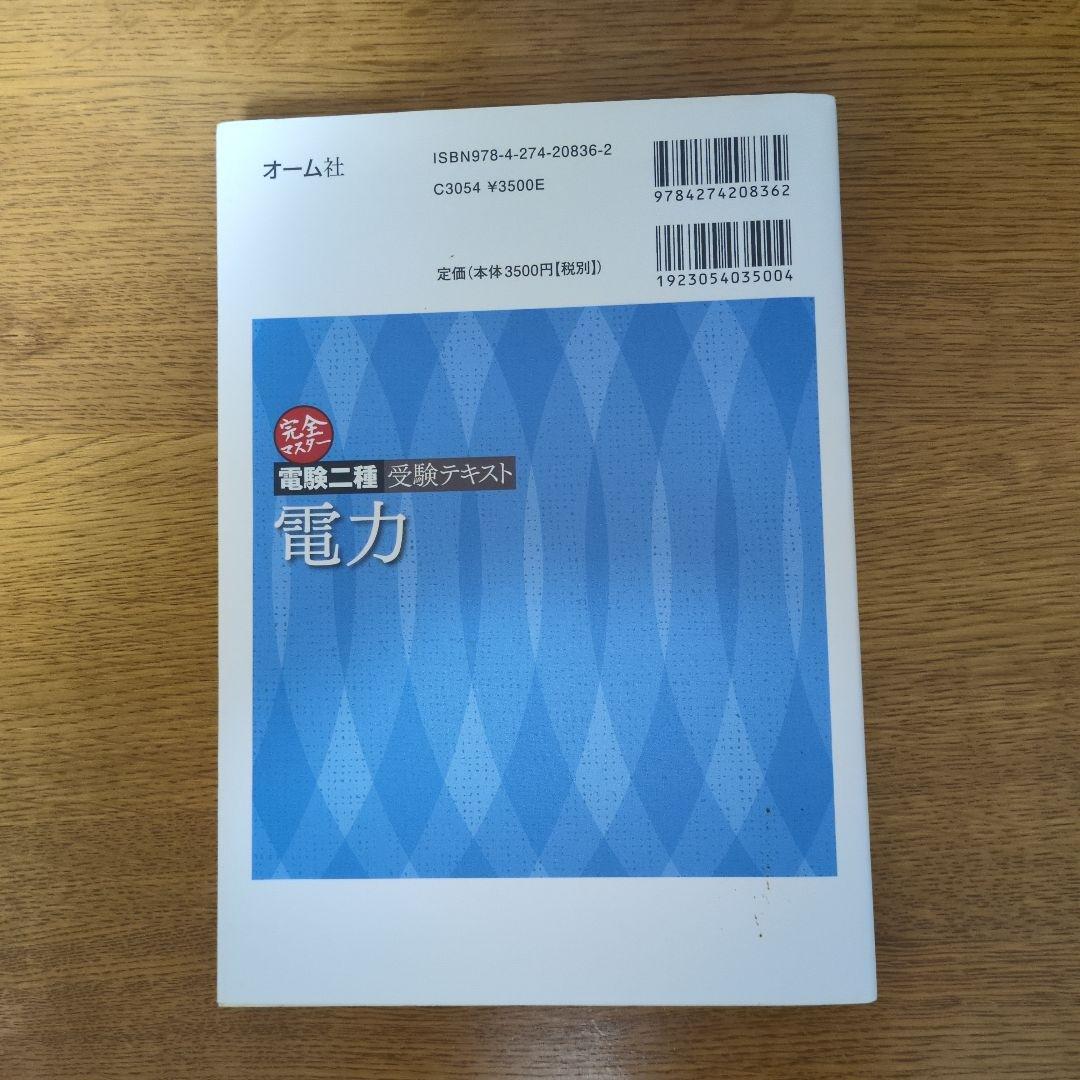 オーム社
ISBN978-4-274-20836-2
C3054 ¥3500E
定価(本体3500円【税別】)
9784274208362
1923054035004
完全
マスター
電験二種 受験テキスト
電力